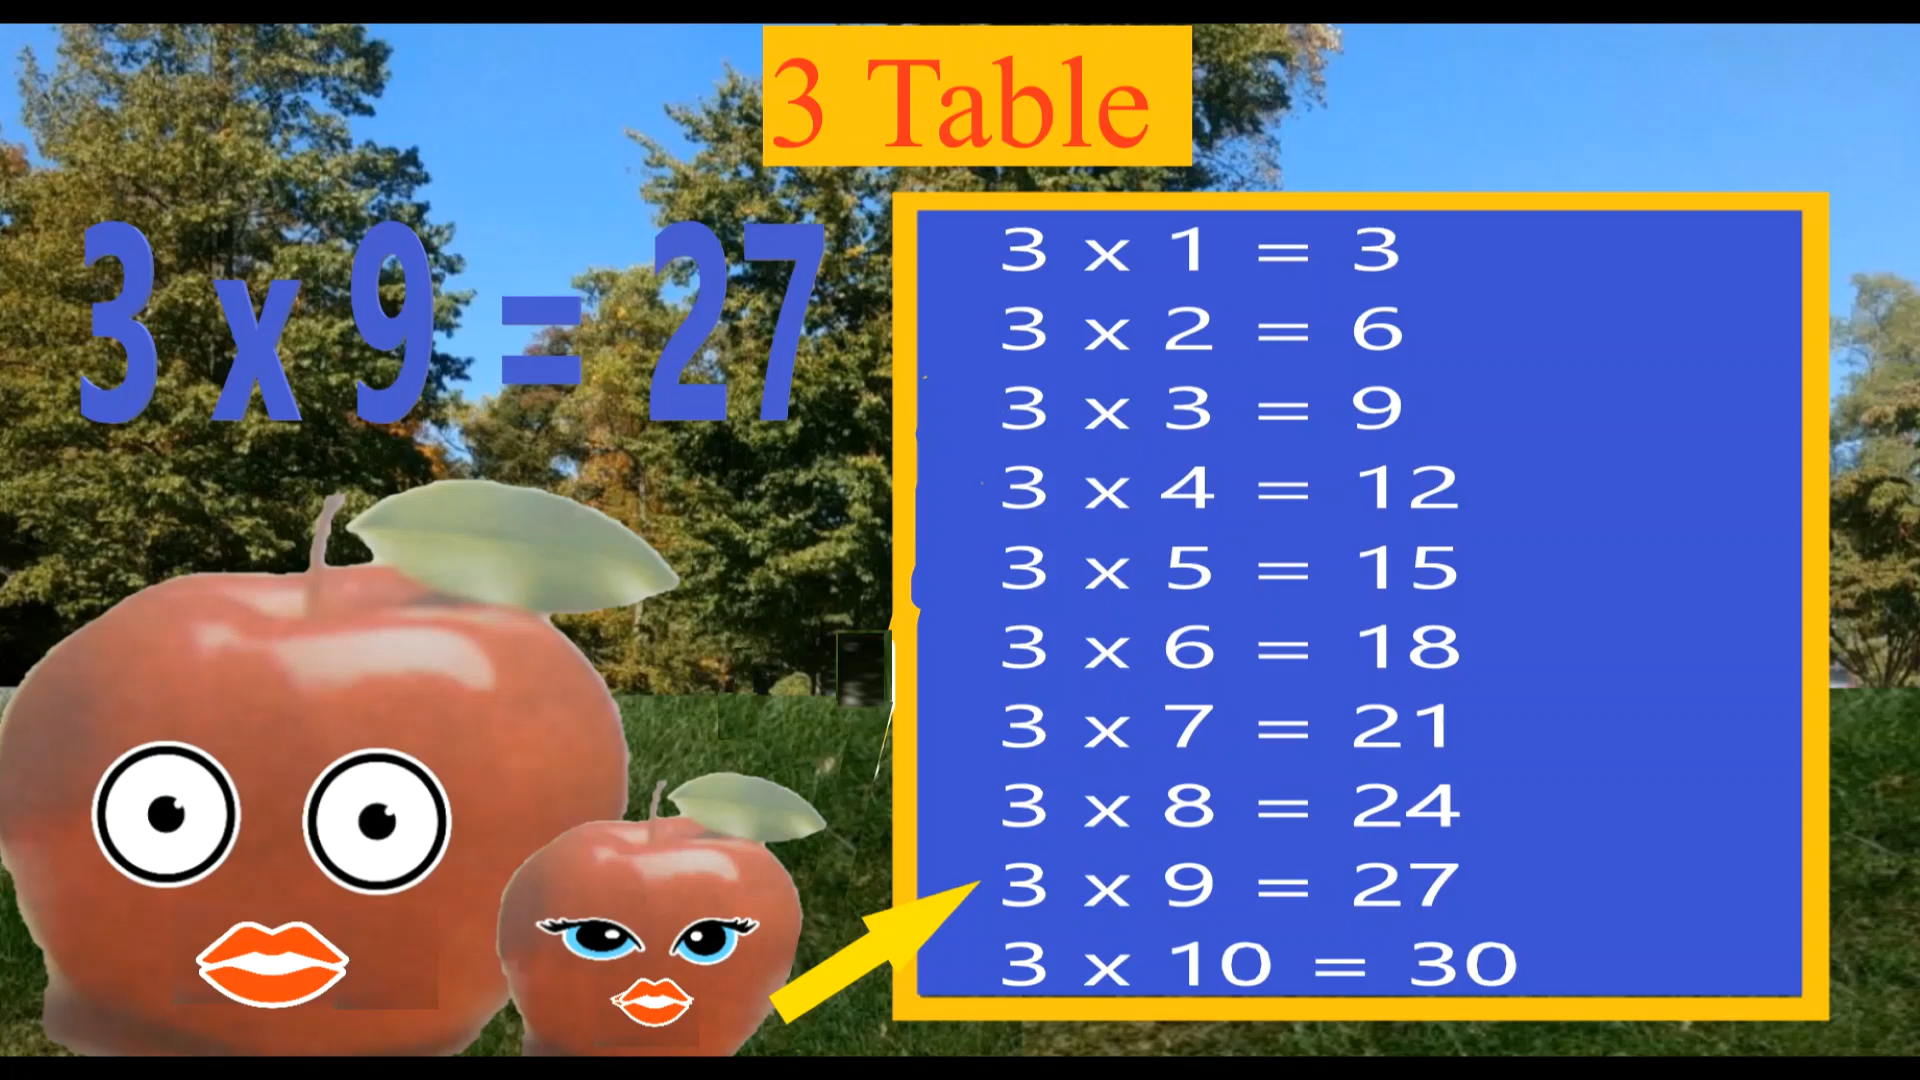 3 Table
3 x 9 = 27
3 x 1 = 3
3 x 2 = 6
3 x 3 = 9
3 x 4 = 12
3 x 5 = 15
3 x 6 = 18
3 x 7 = 21
3 x 8 = 24
3 x 9 = 27
3 x 10 = 30